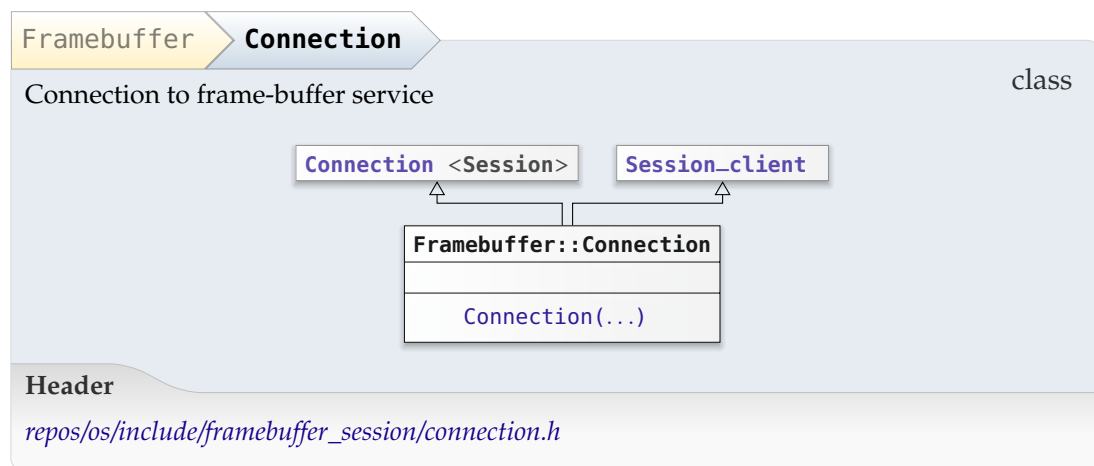 Framebuffer Connection
class
Connection to frame-buffer service
Connection <Session> Session_client
Framebuffer::Connection
Connection(...)
Header
repos/os/include/framebuffer_session/connection.h